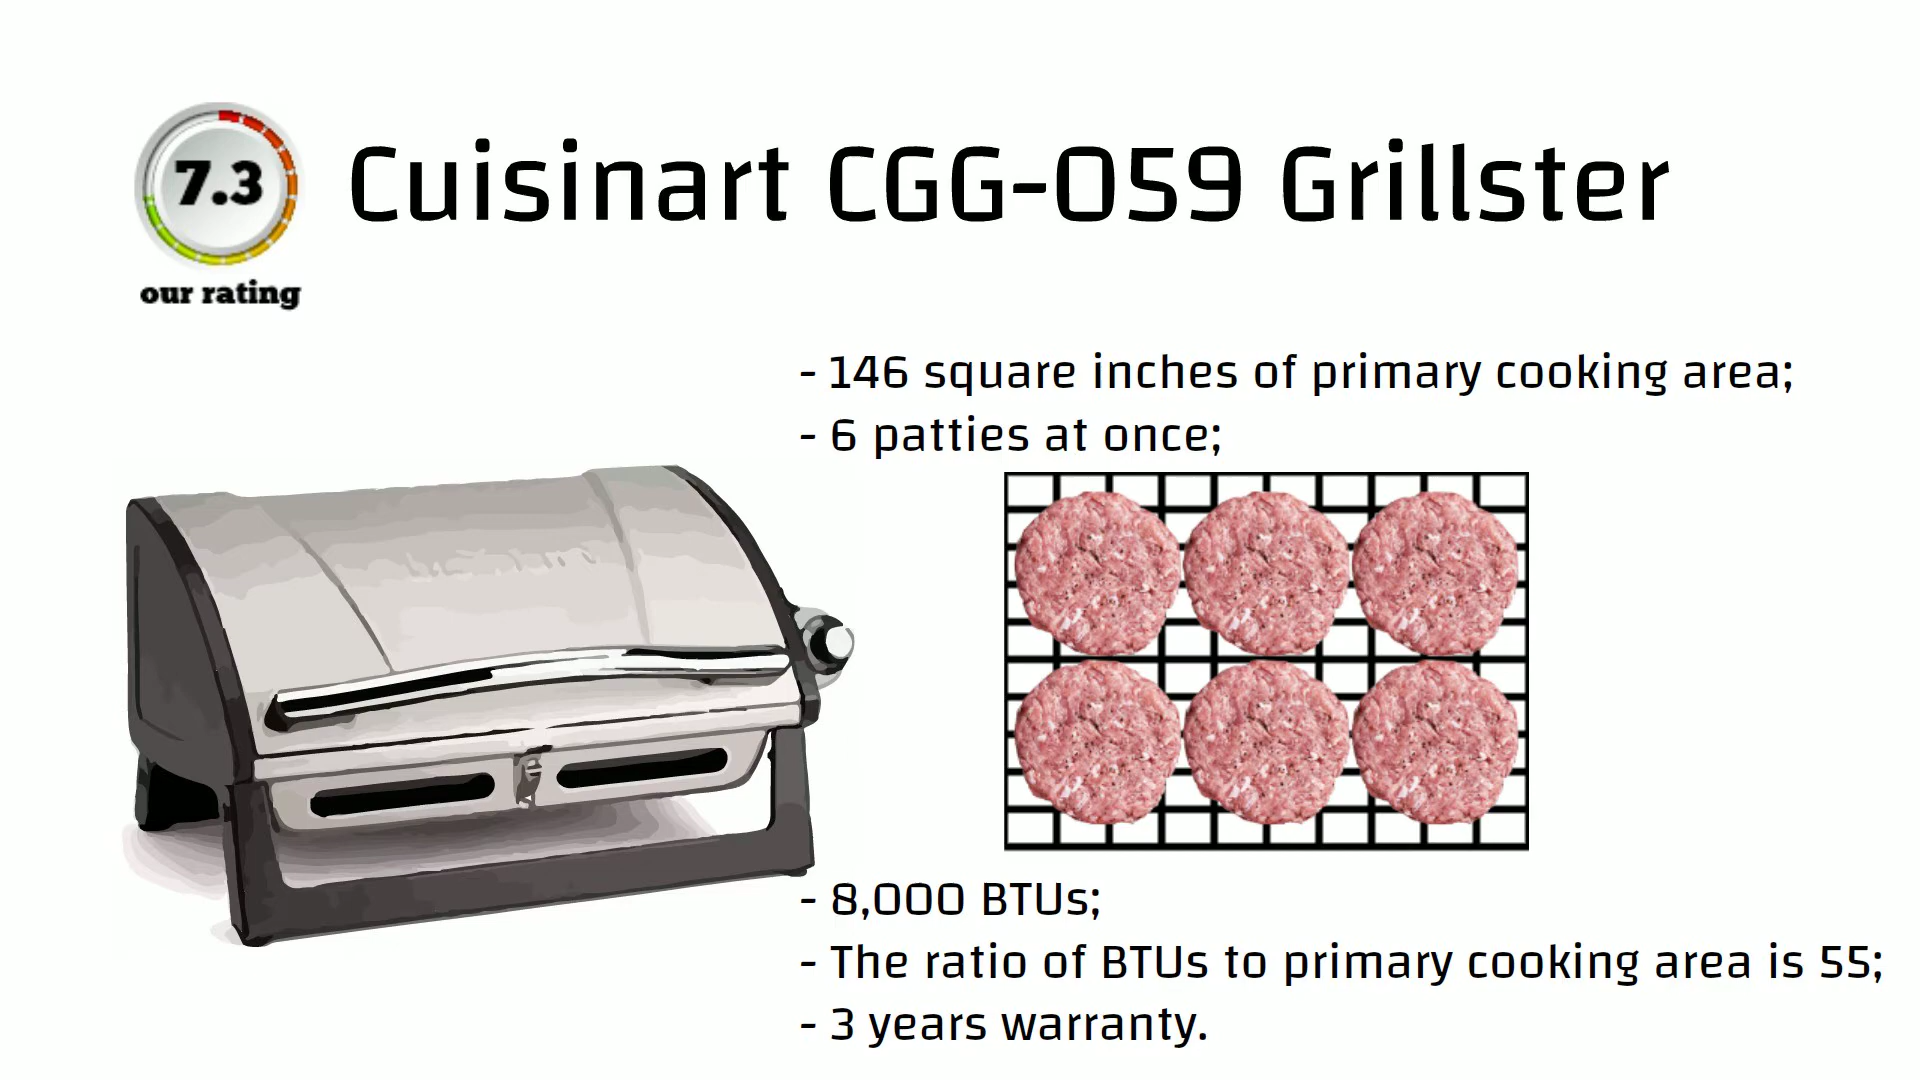 7.3
our rating
Cuisinart CGG-059 Grillster
- 146 square inches of primary cooking area;
- 6 patties at once;
- 8,000 BTUs;
- The ratio of BTUs to primary cooking area is 55;
- 3 years warranty.